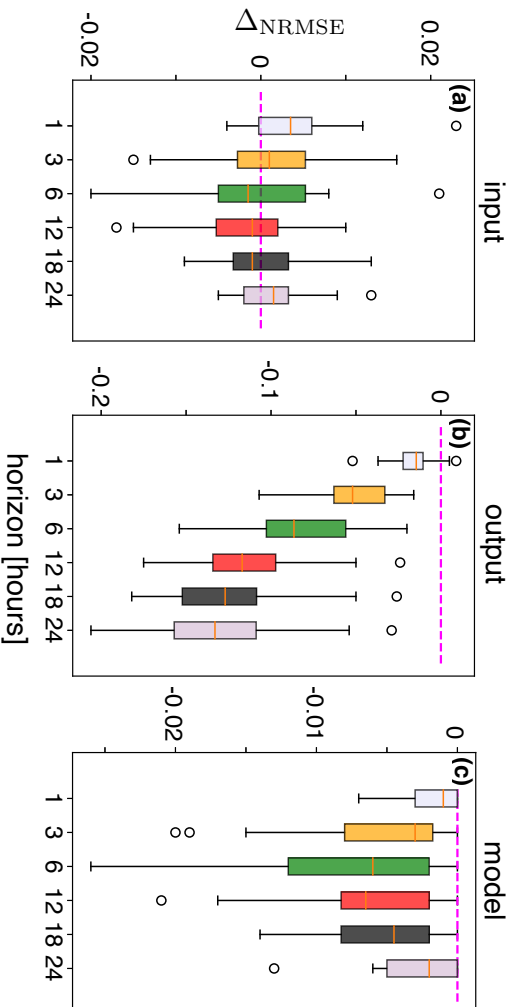 input
output
model
(a)
(b)
(c)
Δ_NRMSE
0.02
0
-0.02
0
-0.1
-0.2
0
-0.01
-0.02
1 3 6 12 18 24
1 3 6 12 18 24
1 3 6 12 18 24
horizon [hours]